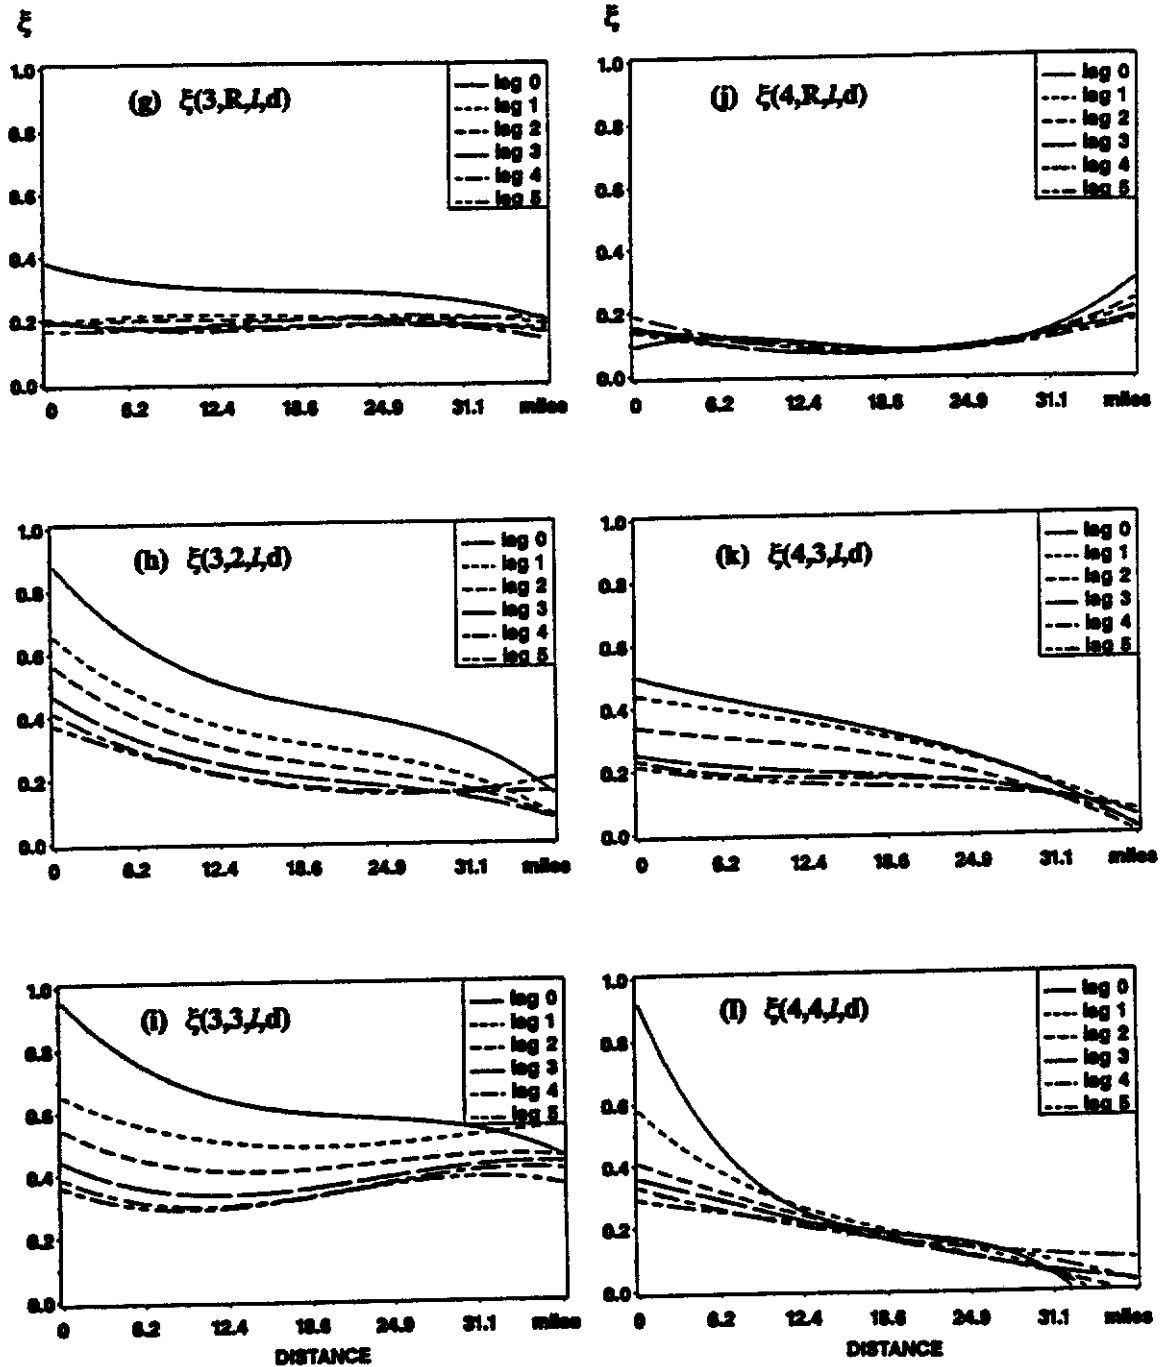 ξ
1.0
0.8
0.6
0.4
0.2
0.0
(g) ξ(3,R,l,d)
lag 0
lag 1
lag 2
lag 3
lag 4
lag 5
0 6.2 12.4 18.6 24.9 31.1 miles
ξ
1.0
0.8
0.6
0.4
0.2
0.0
(j) ξ(4,R,l,d)
lag 0
lag 1
lag 2
lag 3
lag 4
lag 5
0 6.2 12.4 18.6 24.9 31.1 miles
1.0
0.8
0.6
0.4
0.2
0.0
(h) ξ(3,2,l,d)
lag 0
lag 1
lag 2
lag 3
lag 4
lag 5
0 6.2 12.4 18.6 24.9 31.1 miles
1.0
0.8
0.6
0.4
0.2
0.0
(k) ξ(4,3,l,d)
lag 0
lag 1
lag 2
lag 3
lag 4
lag 5
0 6.2 12.4 18.6 24.9 31.1 miles
1.0
0.8
0.6
0.4
0.2
0.0
(i) ξ(3,3,l,d)
lag 0
lag 1
lag 2
lag 3
lag 4
lag 5
0 6.2 12.4 18.6 24.9 31.1 miles
DISTANCE
1.0
0.8
0.6
0.4
0.2
0.0
(l) ξ(4,4,l,d)
lag 0
lag 1
lag 2
lag 3
lag 4
lag 5
0 6.2 12.4 18.6 24.9 31.1 miles
DISTANCE